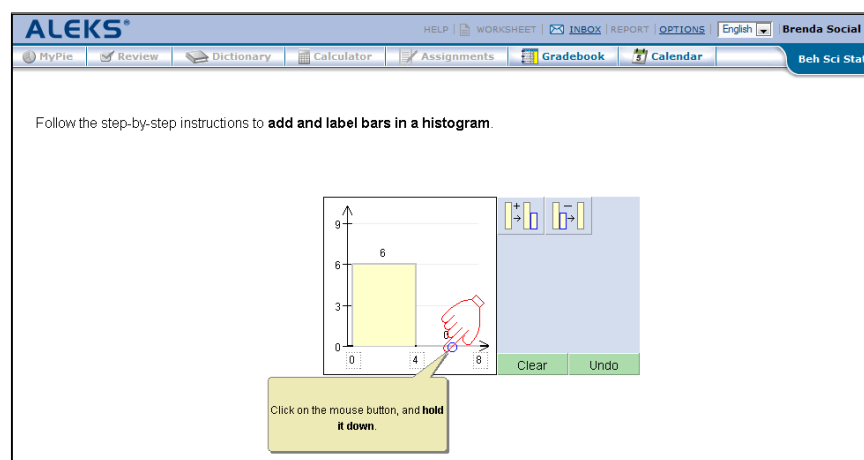 ALEKS®
HELP | WORKSHEET | INBOX | REPORT | OPTIONS | English | Brenda Social
MyPie Review Dictionary Calculator Assignments Gradebook Calendar Beh Sci Stat
Follow the step-by-step instructions to add and label bars in a histogram.
9
6
6
3
0
0
0 4 8
Clear Undo
Click on the mouse button, and hold
it down.